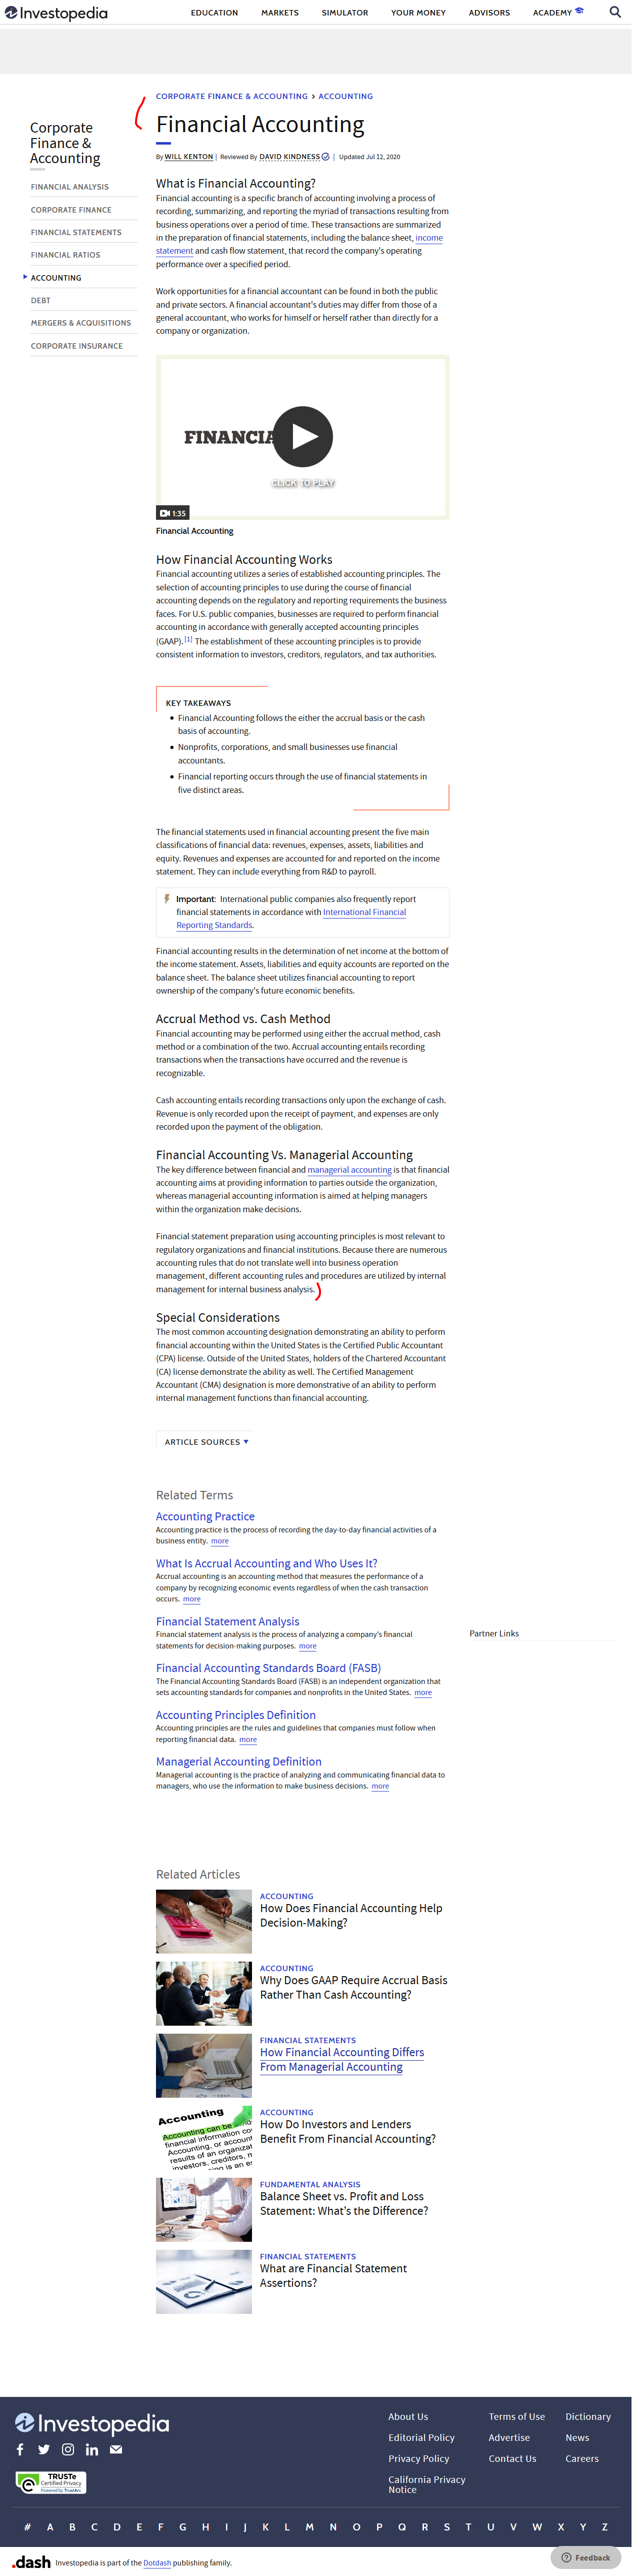 Investopedia
EDUCATION MARKETS SIMULATOR YOUR MONEY ADVISORS ACADEMY
CORPORATE FINANCE & ACCOUNTING > ACCOUNTING
Corporate
Finance &
Accounting
FINANCIAL ANALYSIS
CORPORATE FINANCE
FINANCIAL STATEMENTS
FINANCIAL RATIOS
ACCOUNTING
DEBT
MERGERS & ACQUISITIONS
CORPORATE INSURANCE
Financial Accounting
By WILL KENTON | Reviewed By DAVID KINDNESS | Updated Jul 12, 2020
What is Financial Accounting?
Financial accounting is a specific branch of accounting involving a process of
recording, summarizing, and reporting the myriad of transactions resulting from
business operations over a period of time. These transactions are summarized
in the preparation of financial statements, including the balance sheet, income
statement and cash flow statement, that record the company's operating
performance over a specified period.
Work opportunities for a financial accountant can be found in both the public
and private sectors. A financial accountant's duties may differ from those of a
general accountant, who works for himself or herself rather than directly for a
company or organization.
FINANCIA
CLICK TO PLAY
1:35
Financial Accounting
How Financial Accounting Works
Financial accounting utilizes a series of established accounting principles. The
selection of accounting principles to use during the course of financial
accounting depends on the regulatory and reporting requirements the business
faces. For U.S. public companies, businesses are required to perform financial
accounting in accordance with generally accepted accounting principles
(GAAP). [1] The establishment of these accounting principles is to provide
consistent information to investors, creditors, regulators, and tax authorities.
KEY TAKEAWAYS
• Financial Accounting follows the either the accrual basis or the cash
basis of accounting.
• Nonprofits, corporations, and small businesses use financial
accountants.
• Financial reporting occurs through the use of financial statements in
five distinct areas.
The financial statements used in financial accounting present the five main
classifications of financial data: revenues, expenses, assets, liabilities and
equity. Revenues and expenses are accounted for and reported on the income
statement. They can include everything from R&D to payroll.
Important: International public companies also frequently report
financial statements in accordance with International Financial
Reporting Standards.
Financial accounting results in the determination of net income at the bottom of
the income statement. Assets, liabilities and equity accounts are reported on the
balance sheet. The balance sheet utilizes financial accounting to report
ownership of the company's future economic benefits.
Accrual Method vs. Cash Method
Financial accounting may be performed using either the accrual method, cash
method or a combination of the two. Accrual accounting entails recording
transactions when the transactions have occurred and the revenue is
recognizable.
Cash accounting entails recording transactions only upon the exchange of cash.
Revenue is only recorded upon the receipt of payment, and expenses are only
recorded upon the payment of the obligation.
Financial Accounting Vs. Managerial Accounting
The key difference between financial and managerial accounting is that financial
accounting aims at providing information to parties outside the organization,
whereas managerial accounting information is aimed at helping managers
within the organization make decisions.
Financial statement preparation using accounting principles is most relevant to
regulatory organizations and financial institutions. Because there are numerous
accounting rules that do not translate well into business operation
management, different accounting rules and procedures are utilized by internal
management for internal business analysis.
Special Considerations
The most common accounting designation demonstrating an ability to perform
financial accounting within the United States is the Certified Public Accountant
(CPA) license. Outside of the United States, holders of the Chartered Accountant
(CA) license demonstrate the ability as well. The Certified Management
Accountant (CMA) designation is more demonstrative of an ability to perform
internal management functions than financial accounting.
ARTICLE SOURCES
Related Terms
Accounting Practice
Accounting practice is the process of recording the day-to-day financial activities of a
business entity. more
What Is Accrual Accounting and Who Uses It?
Accrual accounting is an accounting method that measures the performance of a
company by recognizing economic events regardless of when the cash transaction
occurs. more
Financial Statement Analysis
Financial statement analysis is the process of analyzing a company's financial
statements for decision-making purposes. more
Partner Links
Financial Accounting Standards Board (FASB)
The Financial Accounting Standards Board (FASB) is an independent organization that
sets accounting standards for companies and nonprofits in the United States. more
Accounting Principles Definition
Accounting principles are the rules and guidelines that companies must follow when
reporting financial data. more
Managerial Accounting Definition
Managerial accounting is the practice of analyzing and communicating financial data to
managers, who use the information to make business decisions. more
Related Articles
ACCOUNTING
How Does Financial Accounting Help
Decision-Making?
ACCOUNTING
Why Does GAAP Require Accrual Basis
Rather Than Cash Accounting?
FINANCIAL STATEMENTS
How Financial Accounting Differs
From Managerial Accounting
Accounting
Accounting can be
financial information
Accounting, or
results of
investors, creditors,
ACCOUNTING
How Do Investors and Lenders
Benefit From Financial Accounting?
FUNDAMENTAL ANALYSIS
Balance Sheet vs. Profit and Loss
Statement: What's the Difference?
FINANCIAL STATEMENTS
What are Financial Statement
Assertions?
Investopedia
About Us Terms of Use Dictionary
Editorial Policy Advertise News
Privacy Policy Contact Us Careers
California Privacy
Notice
TRUSTe
Certified Privacy
Powered by TrustArc
# A B C D E F G H I J K L M N O P Q R S T U V W X Y Z
.dash Investopedia is part of the Dotdash publishing family.
Feedback